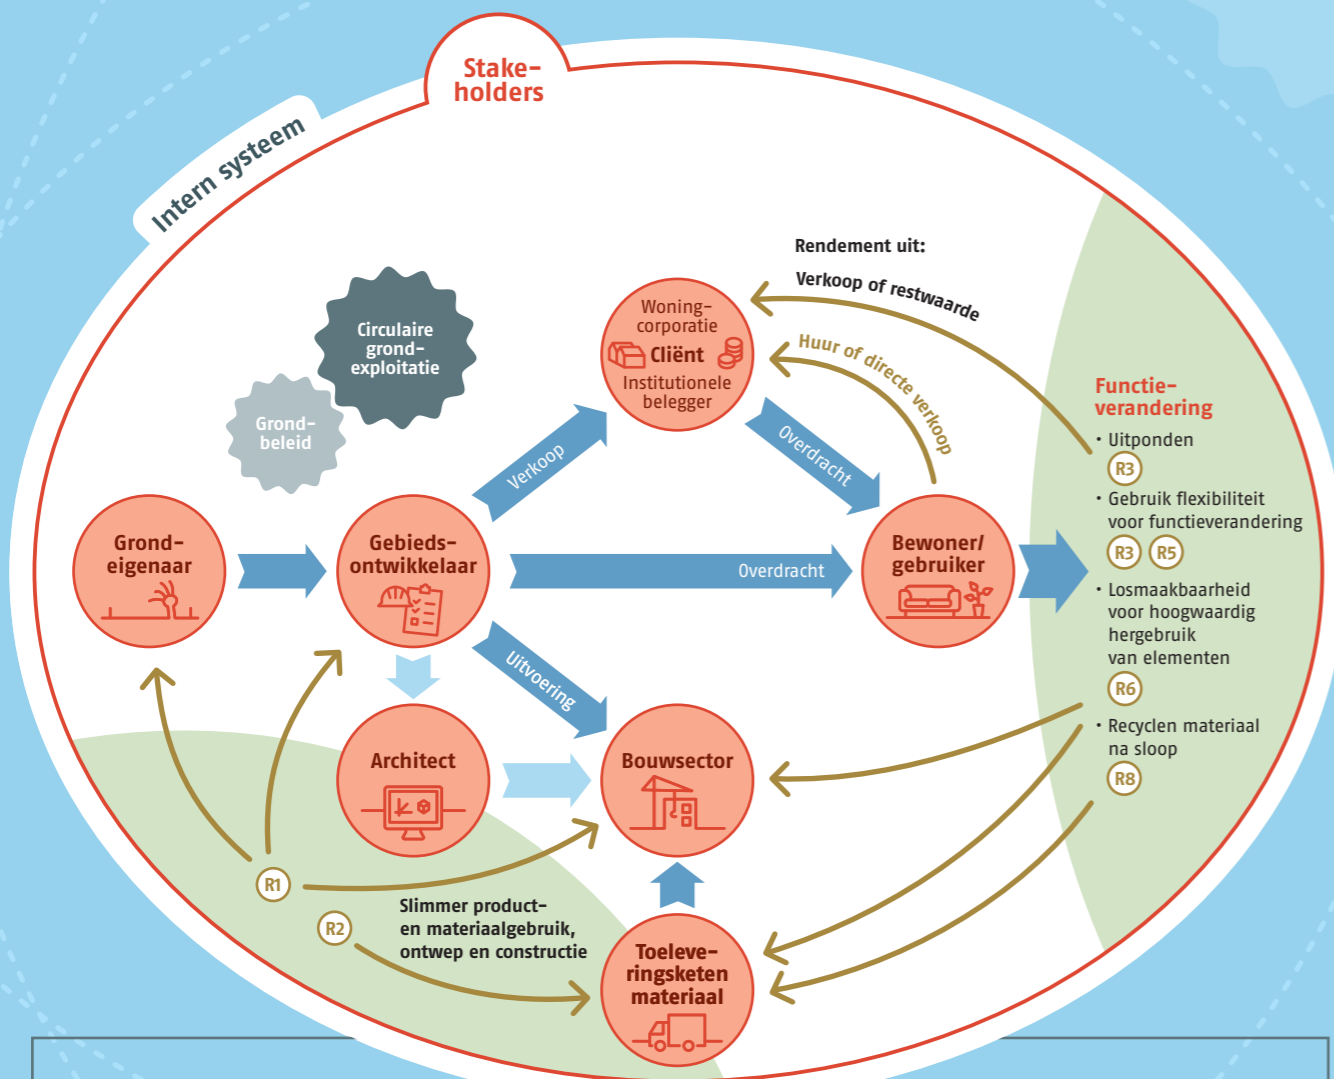 Stake-
holders
Intern systeem
Rendement uit:
Verkoop of restwaarde
Huur of directe verkoop
Woning-
corporatie
Cliënt
Institutionele
belegger
Circulaire
grond-
exploitatie
Grond-
beleid
Functie-
verandering
• Uitponden
R3
• Gebruik flexibiliteit
voor functieverandering
R3 R5
• Losmaakbaarheid
voor hoogwaardig
hergebruik
van elementen
R6
• Recyclen materiaal
na sloop
R8
Verkoop
Overdracht
Grond-
eigenaar
Gebieds-
ontwikkelaar
Overdracht
Bewoner/
gebruiker
Uitvoering
Architect
Bouwsector
R1
R2
Slimmer product-
en materiaalgebruik,
ontwep en constructie
Toeleve-
ringsketen
materiaal